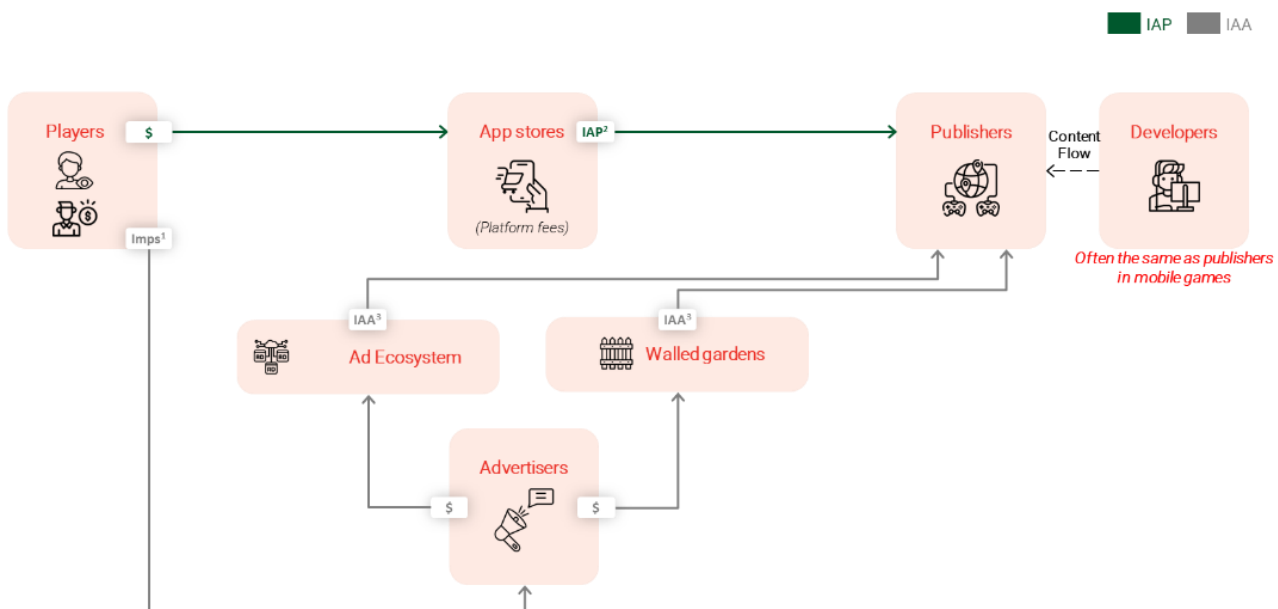 IAP
IAA
Players
$
App stores
IAP²
Publishers
Content
Flow
Developers
(Platform fees)
Imps¹
Often the same as publishers
in mobile games
IAA³
IAA³
Ad Ecosystem
Walled gardens
Advertisers
$
$